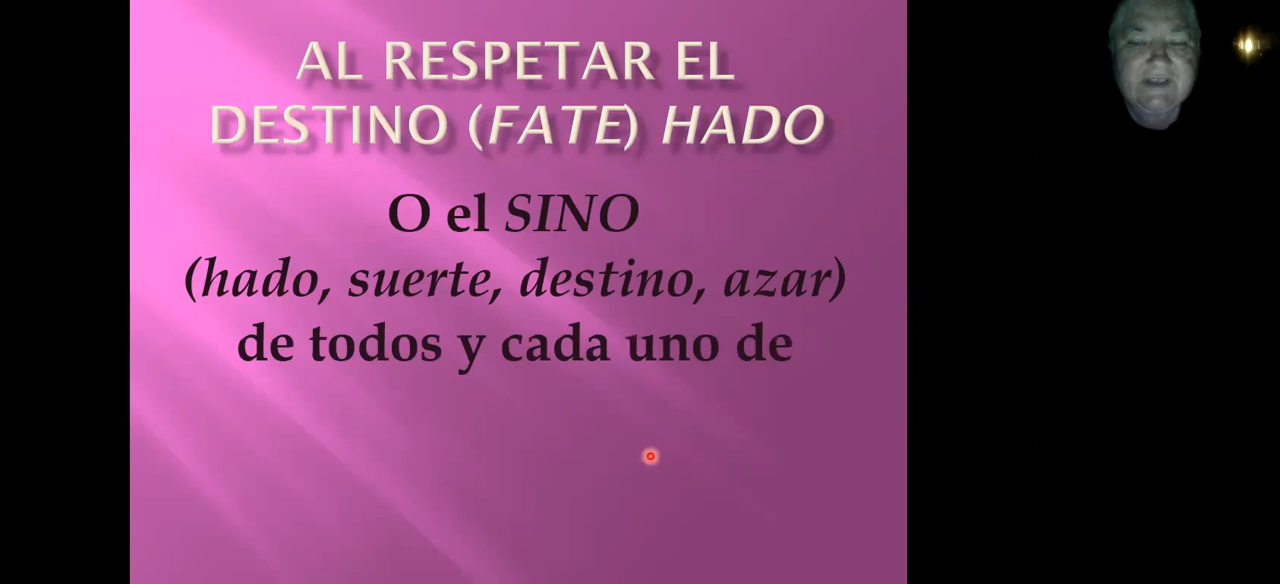 AL RESPETAR EL
DESTINO (FATE) HADO
O el SINO
(hado, suerte, destino, azar)
de todos y cada uno de